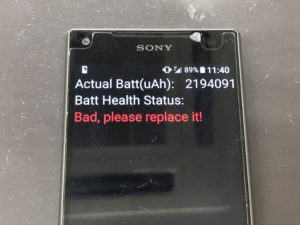 SONY
89% 11:40
Actual Batt(uAh): 2194091
Batt Health Status:
Bad, please replace it!